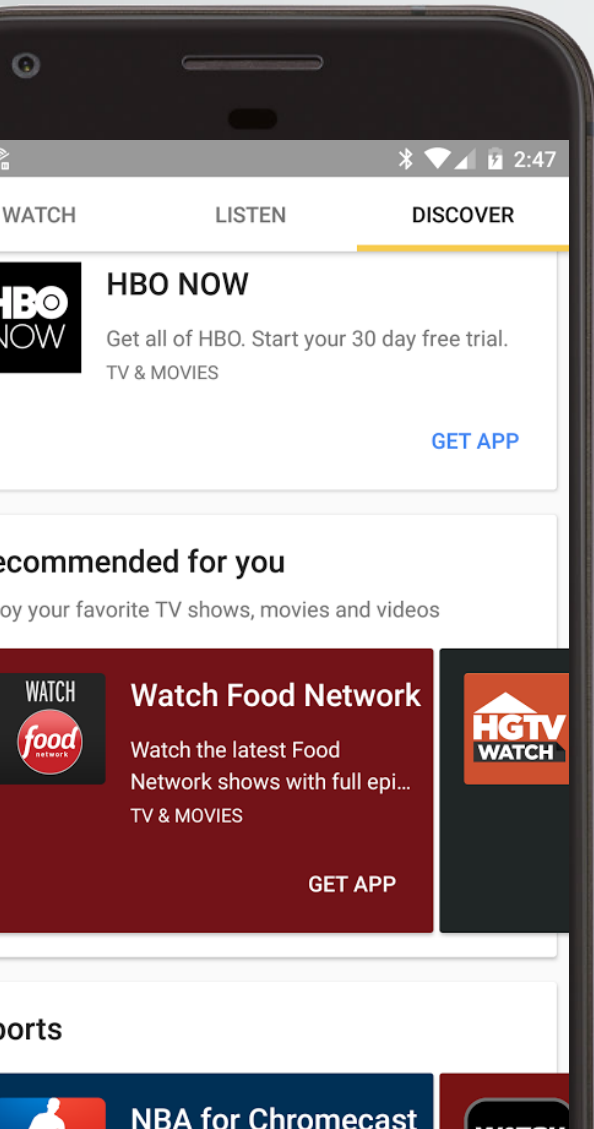 2:47
WATCH LISTEN DISCOVER
HBO
NOW
HBO NOW
Get all of HBO. Start your 30 day free trial.
TV & MOVIES
GET APP
ecommended for you
oy your favorite TV shows, movies and videos
WATCH
food
network
Watch Food Network
Watch the latest Food
Network shows with full epi...
TV & MOVIES
GET APP
HGTV
WATCH
ports
NBA for Chromecast
WATCH